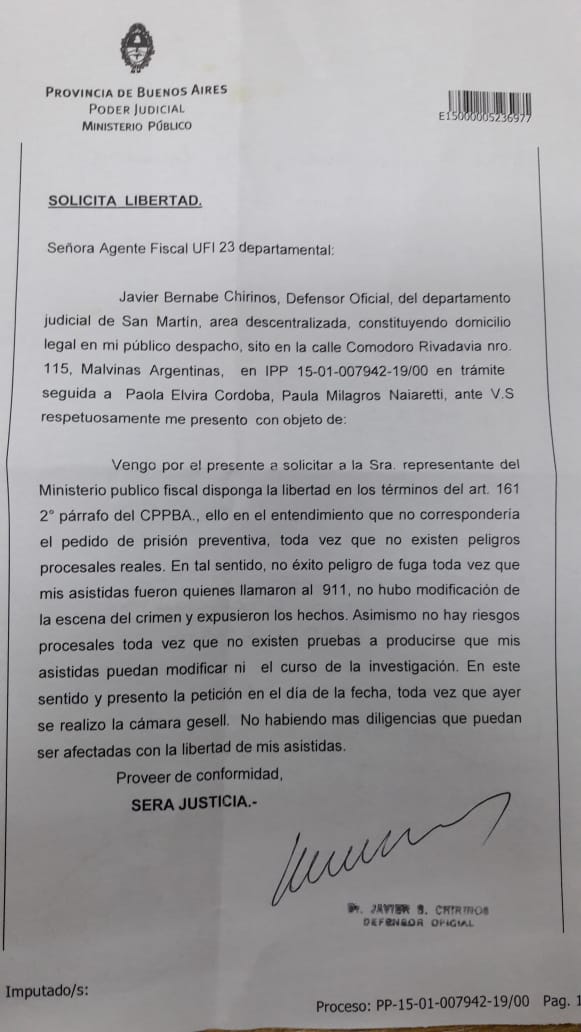 PROVINCIA DE BUENOS AIRES
PODER JUDICIAL
MINISTERIO PÚBLICO
E15000005236977
SOLICITA LIBERTAD.
Señora Agente Fiscal UFI 23 departamental:
Javier Bernabe Chirinos, Defensor Oficial, del departamento
judicial de San Martín, area descentralizada, constituyendo domicilio
legal en mi público despacho, sito en la calle Comodoro Rivadavia nro.
115, Malvinas Argentinas, en IPP 15-01-007942-19/00 en trámite
seguida a Paola Elvira Cordoba, Paula Milagros Naiaretti, ante V.S
respetuosamente me presento con objeto de:
Vengo por el presente a solicitar a la Sra. representante del
Ministerio publico fiscal disponga la libertad en los términos del art. 161
2° párrafo del CPPBA., ello en el entendimiento que no correspondería
el pedido de prisión preventiva, toda vez que no existen peligros
procesales reales. En tal sentido, no éxito peligro de fuga toda vez que
mis asistidas fueron quienes llamaron al 911, no hubo modificación de
la escena del crimen y expusieron los hechos. Asimismo no hay riesgos
procesales toda vez que no existen pruebas a producirse que mis
asistidas puedan modificar ni el curso de la investigación. En este
sentido y presento la petición en el día de la fecha, toda vez que ayer
se realizo la cámara gesell. No habiendo mas diligencias que puedan
ser afectadas con la libertad de mis asistidas.
Proveer de conformidad,
SERA JUSTICIA.-
Dr. JAVIER B. CHIRINOS
DEFENSOR OFICIAL
Imputado/s:
Proceso: PP-15-01-007942-19/00 Pag. 1